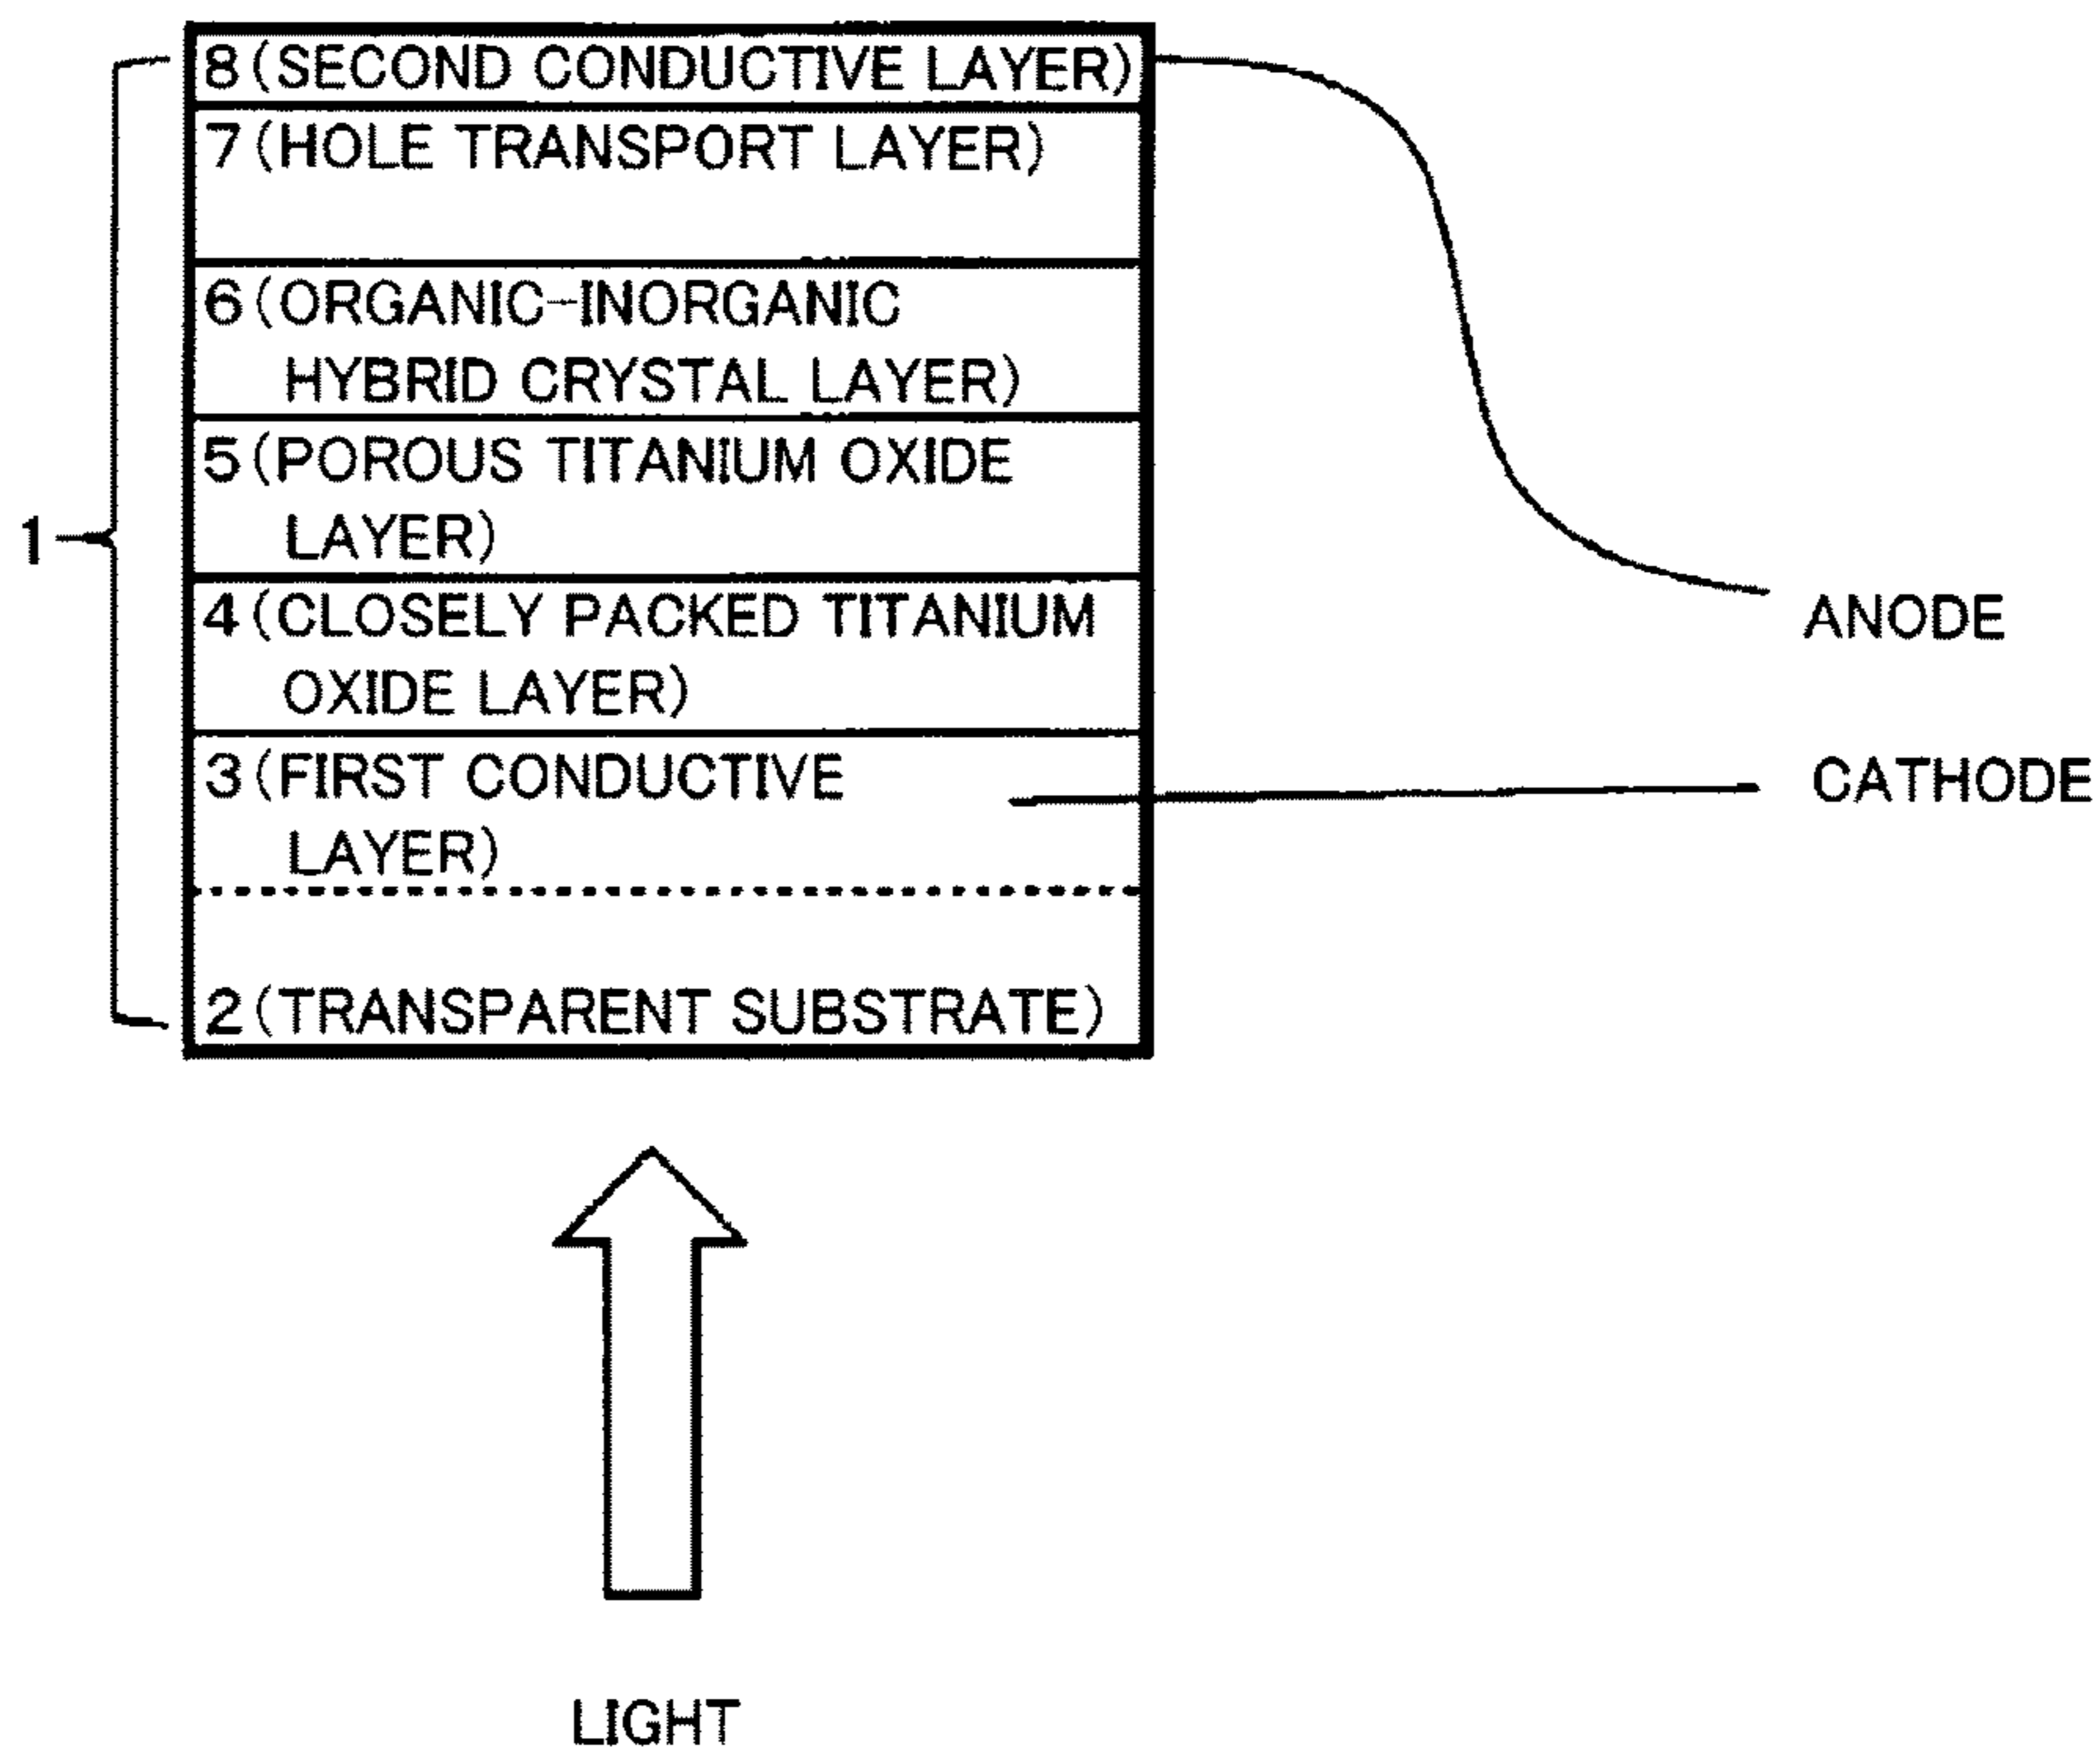 8(SECOND CONDUCTIVE LAYER)
7(HOLE TRANSPORT LAYER)
6(ORGANIC-INORGANIC
HYBRID CRYSTAL LAYER)
5(POROUS TITANIUM OXIDE
LAYER)
1
4(CLOSELY PACKED TITANIUM
OXIDE LAYER)
ANODE
3(FIRST CONDUCTIVE
LAYER)
CATHODE
2(TRANSPARENT SUBSTRATE)
LIGHT